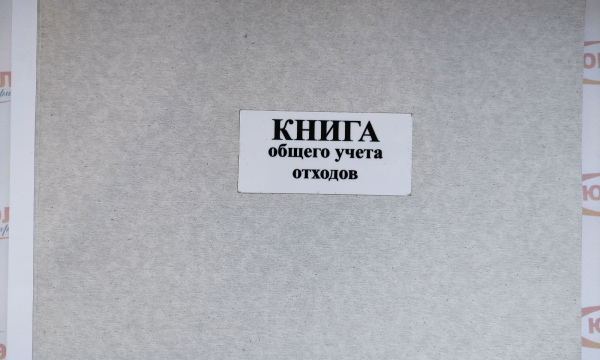 КНИГА
общего учета
отходов